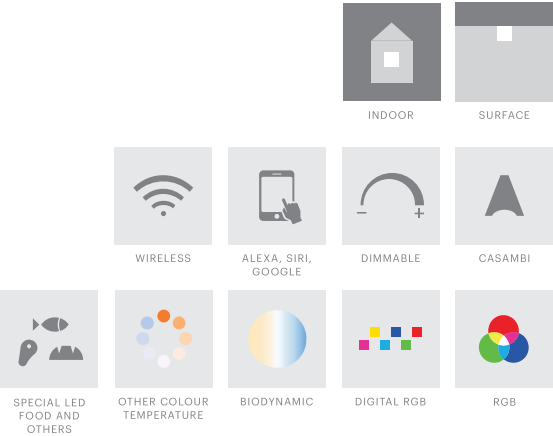 INDOOR
SURFACE
WIRELESS
ALEXA, SIRI,
GOOGLE
DIMMABLE
CASAMBI
SPECIAL LED
FOOD AND
OTHERS
OTHER COLOUR
TEMPERATURE
BIODYNAMIC
DIGITAL RGB
RGB